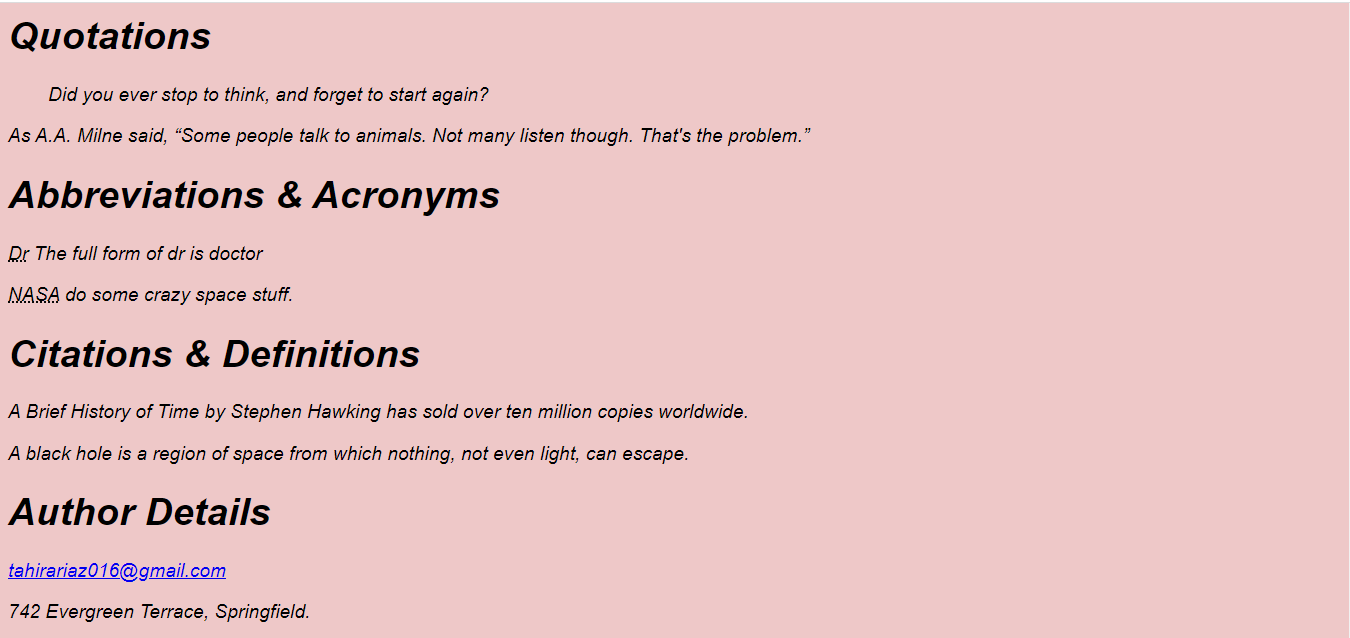 Quotations
Did you ever stop to think, and forget to start again?
As A.A. Milne said, “Some people talk to animals. Not many listen though. That's the problem.”
Abbreviations & Acronyms
Dr The full form of dr is doctor
NASA do some crazy space stuff.
Citations & Definitions
A Brief History of Time by Stephen Hawking has sold over ten million copies worldwide.
A black hole is a region of space from which nothing, not even light, can escape.
Author Details
tahirariaz016@gmail.com
742 Evergreen Terrace, Springfield.